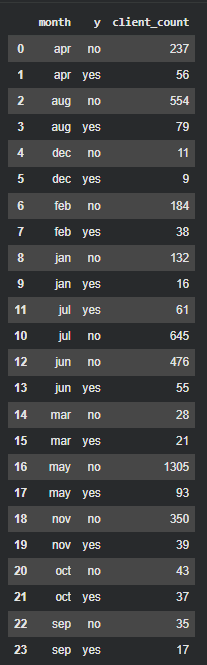 month y client_count
0 apr no 237
1 apr yes 56
2 aug no 554
3 aug yes 79
4 dec no 11
5 dec yes 9
6 feb no 184
7 feb yes 38
8 jan no 132
9 jan yes 16
11 jul yes 61
10 jul no 645
12 jun no 476
13 jun yes 55
14 mar no 28
15 mar yes 21
16 may no 1305
17 may yes 93
18 nov no 350
19 nov yes 39
20 oct no 43
21 oct yes 37
22 sep no 35
23 sep yes 17